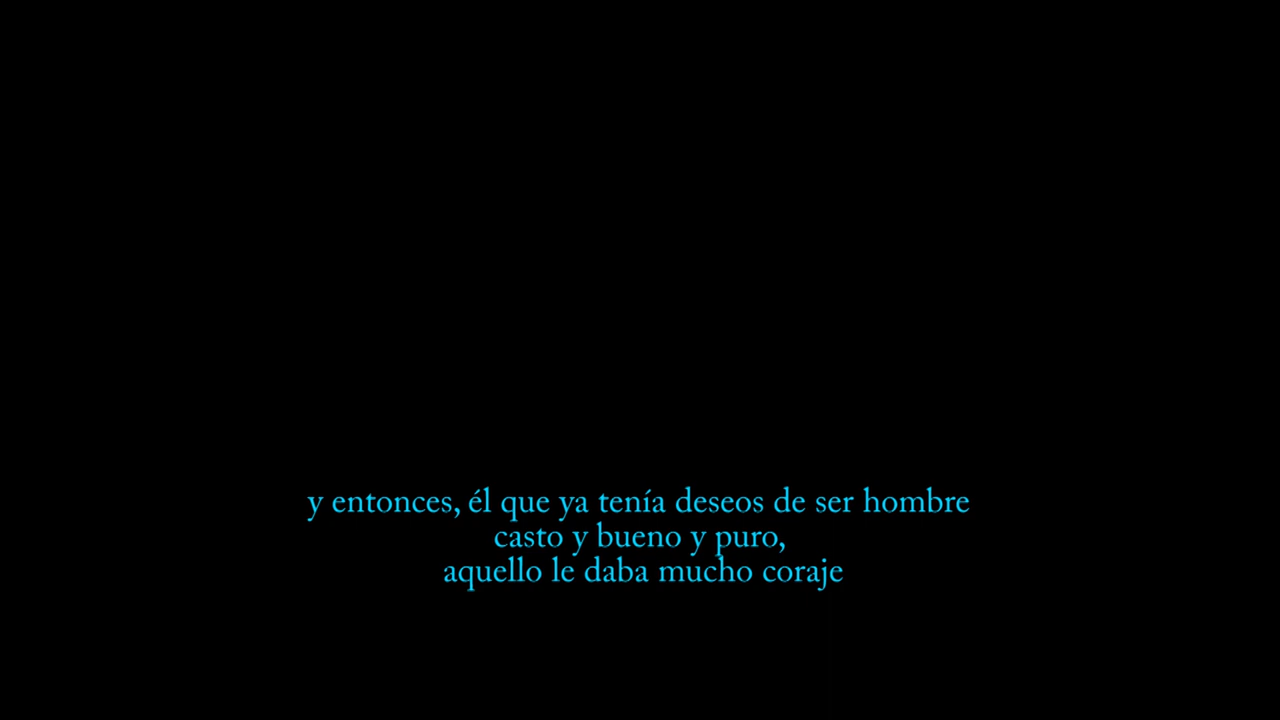 y entonces, él que ya tenía deseos de ser hombre
casto y bueno y puro,
aquello le daba mucho coraje